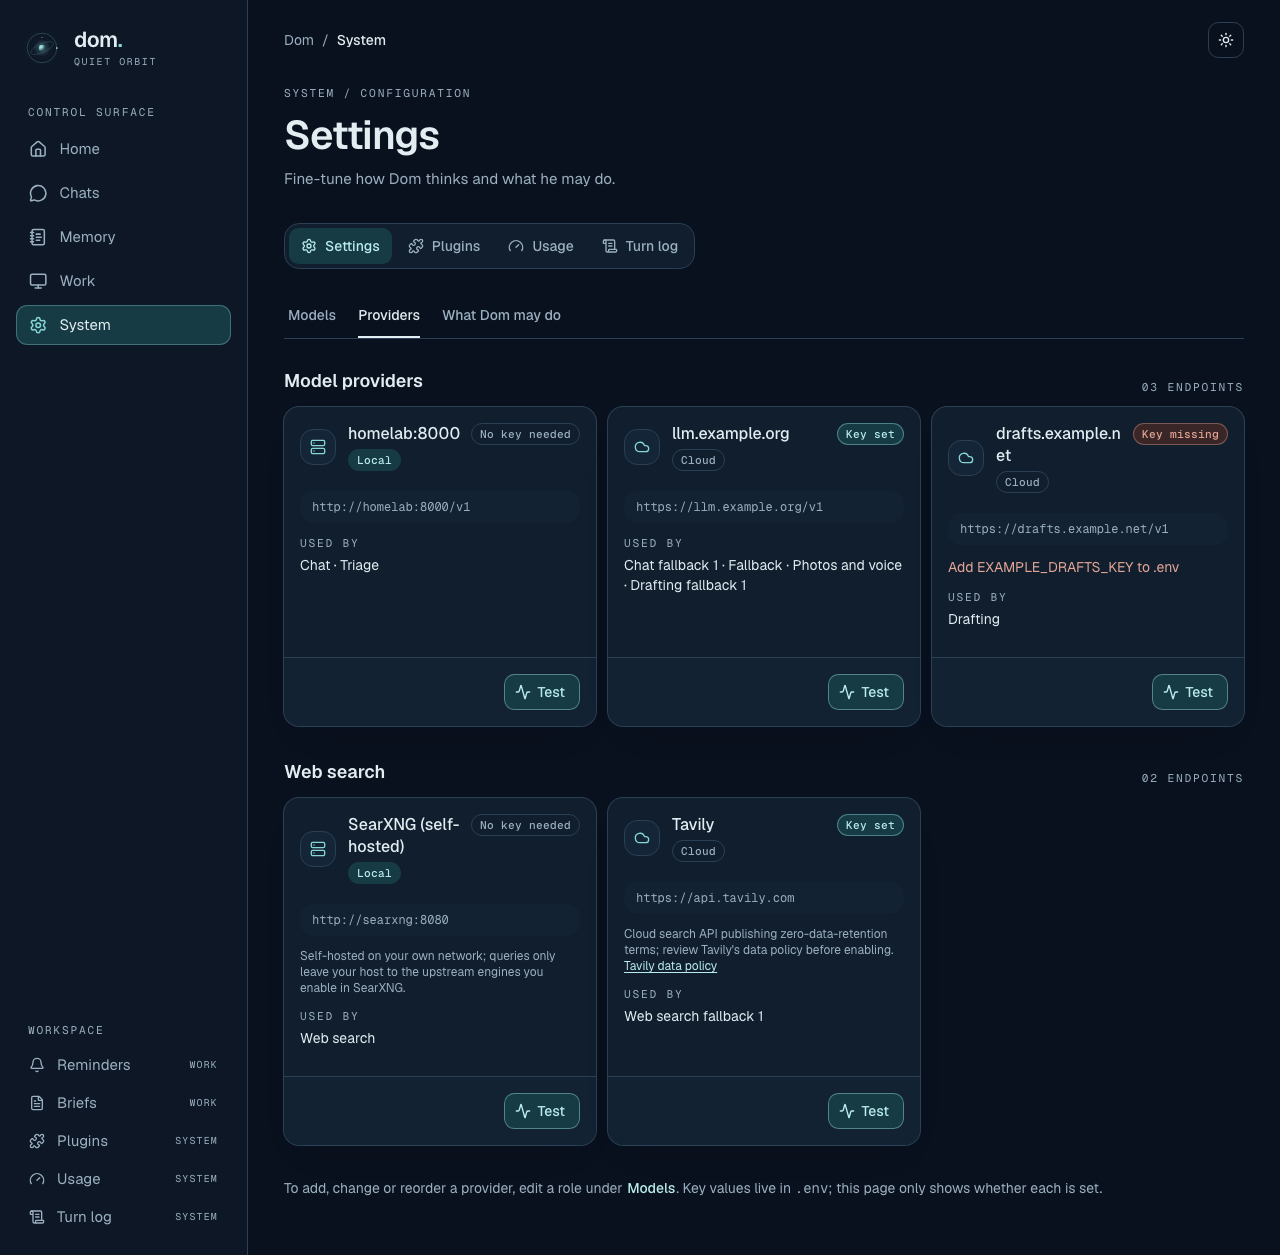 dom.
QUIET ORBIT
CONTROL SURFACE
Home
Chats
Memory
Work
System
WORKSPACE
Reminders WORK
Briefs WORK
Plugins SYSTEM
Usage SYSTEM
Turn log SYSTEM
Dom / System
SYSTEM / CONFIGURATION
Settings
Fine-tune how Dom thinks and what he may do.
Settings Plugins Usage Turn log
Models Providers What Dom may do
Model providers
03 ENDPOINTS
homelab:8000 No key needed
Local
http://homelab:8000/v1
USED BY
Chat · Triage
Test
llm.example.org Key set
Cloud
https://llm.example.org/v1
USED BY
Chat fallback 1 · Fallback · Photos and voice
· Drafting fallback 1
Test
drafts.example.n Key missing
et
Cloud
https://drafts.example.net/v1
Add EXAMPLE_DRAFTS_KEY to .env
USED BY
Drafting
Test
Web search
02 ENDPOINTS
SearXNG (self- No key needed
hosted)
Local
http://searxng:8080
Self-hosted on your own network; queries only
leave your host to the upstream engines you
enable in SearXNG.
USED BY
Web search
Test
Tavily Key set
Cloud
https://api.tavily.com
Cloud search API publishing zero-data-retention
terms; review Tavily's data policy before enabling.
Tavily data policy
USED BY
Web search fallback 1
Test
To add, change or reorder a provider, edit a role under Models. Key values live in .env; this page only shows whether each is set.